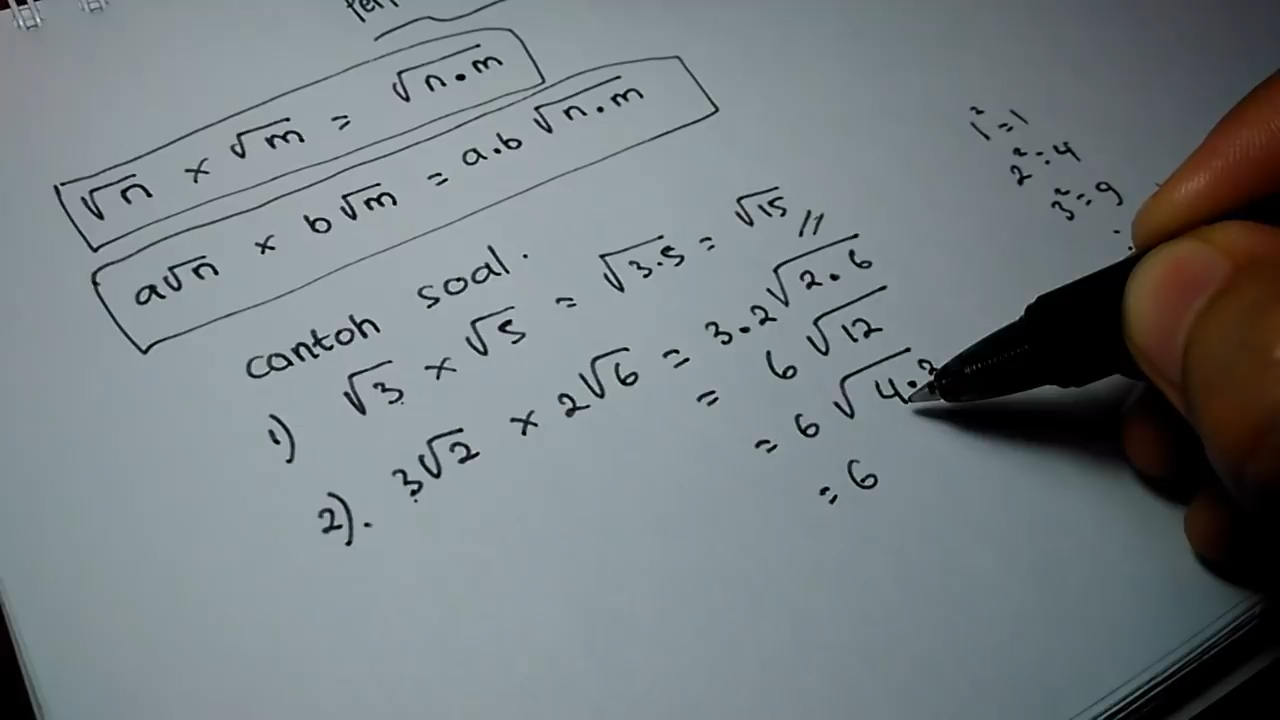 √n × √m = √n.m
a√n × b√m = a.b √n.m
contoh soal.
1) √3 × √5 = √3.5 = √15 //
2). 3√2 × 2√6 = 3.2√2.6
= 6√12
= 6√4.
= 6
1² = 1
2² = 4
3² = 9